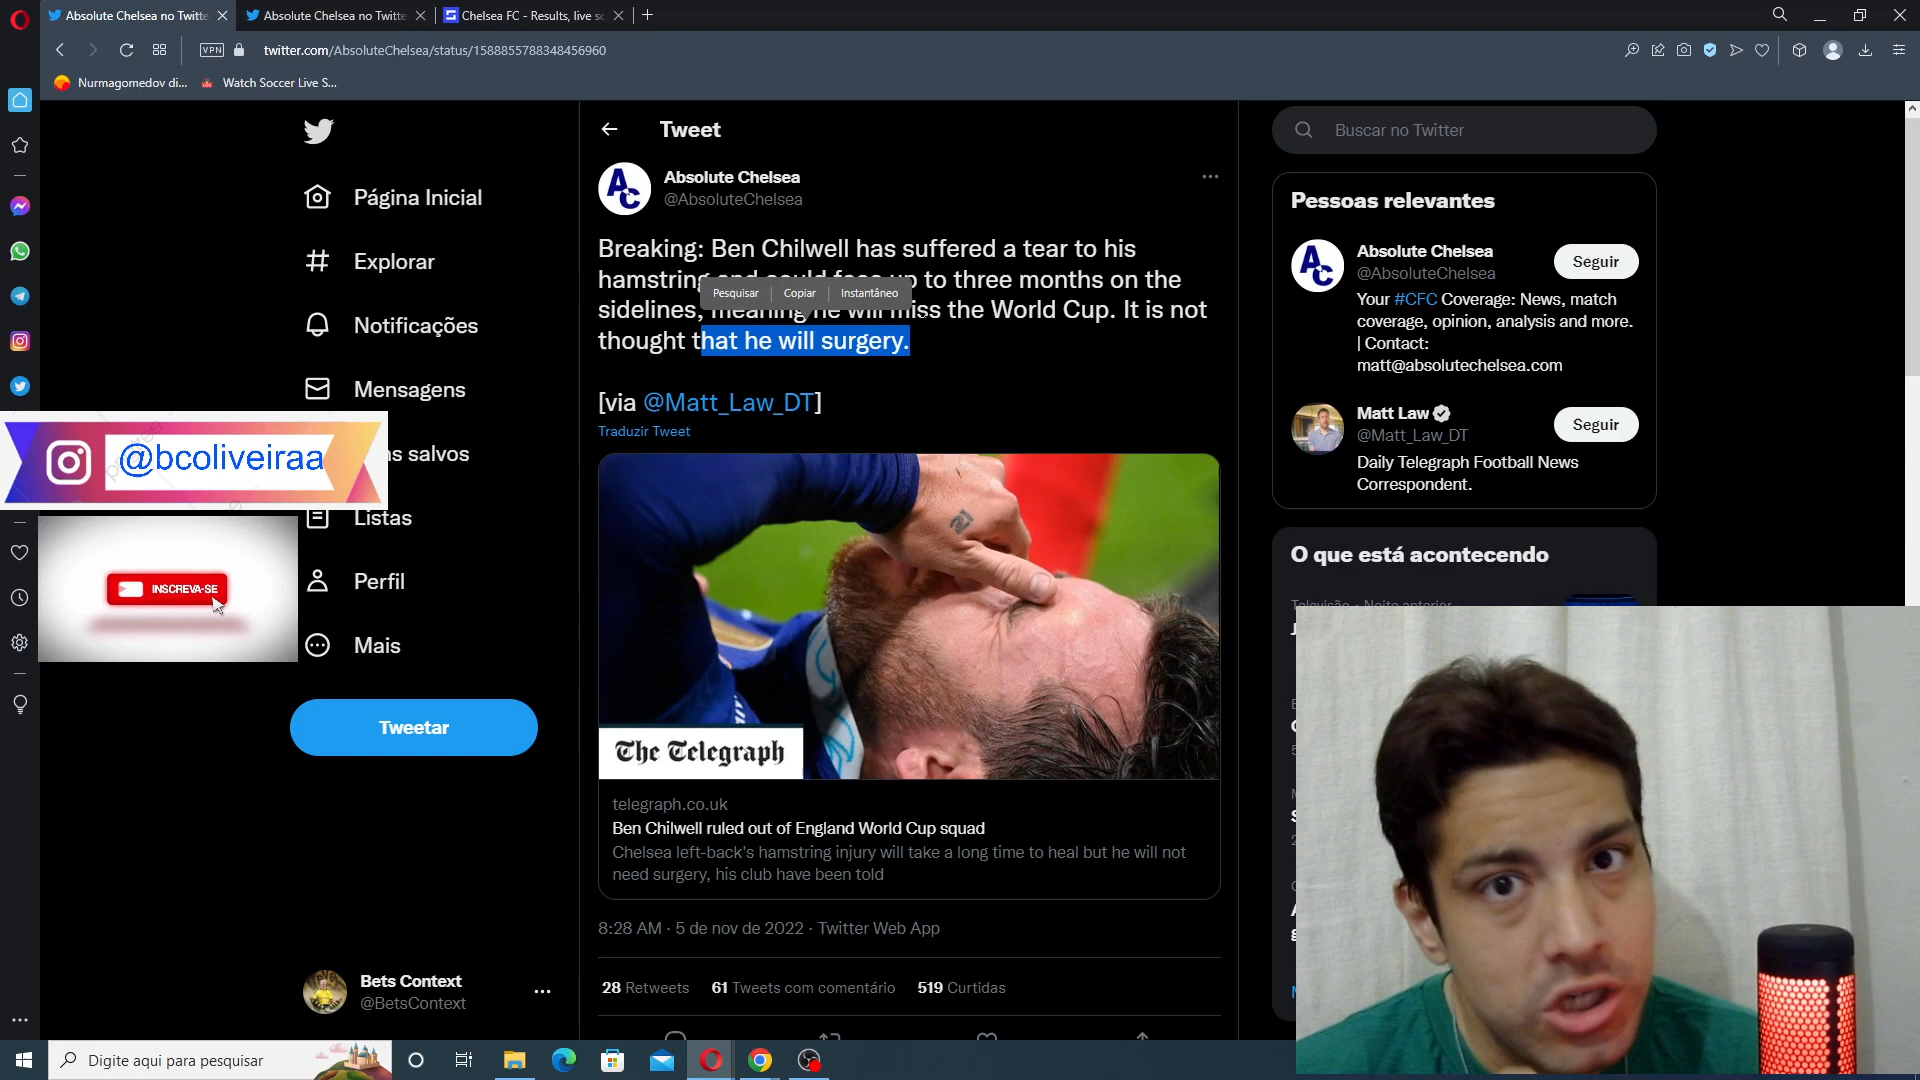 Absolute Chelsea no Twitte
Absolute Chelsea no Twitte
Chelsea FC - Results, live sc
VPN
twitter.com/AbsoluteChelsea/status/1588855788348456960
Nurmagomedov di...
Watch Soccer Live S...
Página Inicial
Explorar
Notificações
Mensagens
ns salvos
Listas
Perfil
Mais
Tweetar
Bets Context
@BetsContext
@bcoliveiraa
INSCREVA-SE
Tweet
Absolute Chelsea
@AbsoluteChelsea
Breaking: Ben Chilwell has suffered a tear to his
hamstring and could face up to three months on the
sidelines, meaning he will miss the World Cup. It is not
thought that he will surgery.
Pesquisar
Copiar
Instantâneo
[via @Matt_Law_DT]
Traduzir Tweet
The Telegraph
telegraph.co.uk
Ben Chilwell ruled out of England World Cup squad
Chelsea left-back's hamstring injury will take a long time to heal but he will not
need surgery, his club have been told
8:28 AM · 5 de nov de 2022 · Twitter Web App
28 Retweets 61 Tweets com comentário 519 Curtidas
Buscar no Twitter
Pessoas relevantes
Absolute Chelsea
@AbsoluteChelsea
Seguir
Your #CFC Coverage: News, match
coverage, opinion, analysis and more.
| Contact:
matt@absolutechelsea.com
Matt Law
@Matt_Law_DT
Seguir
Daily Telegraph Football News
Correspondent.
O que está acontecendo
Televisão · Noite anterior
Digite aqui para pesquisar